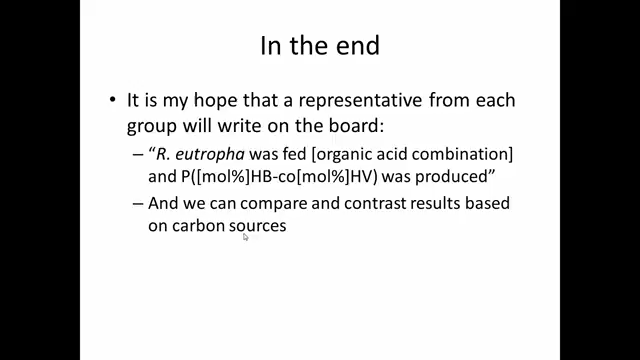 In the end
• It is my hope that a representative from each
group will write on the board:
– “R. eutropha was fed [organic acid combination]
and P([mol%]HB-co[mol%]HV) was produced”
– And we can compare and contrast results based
on carbon sources